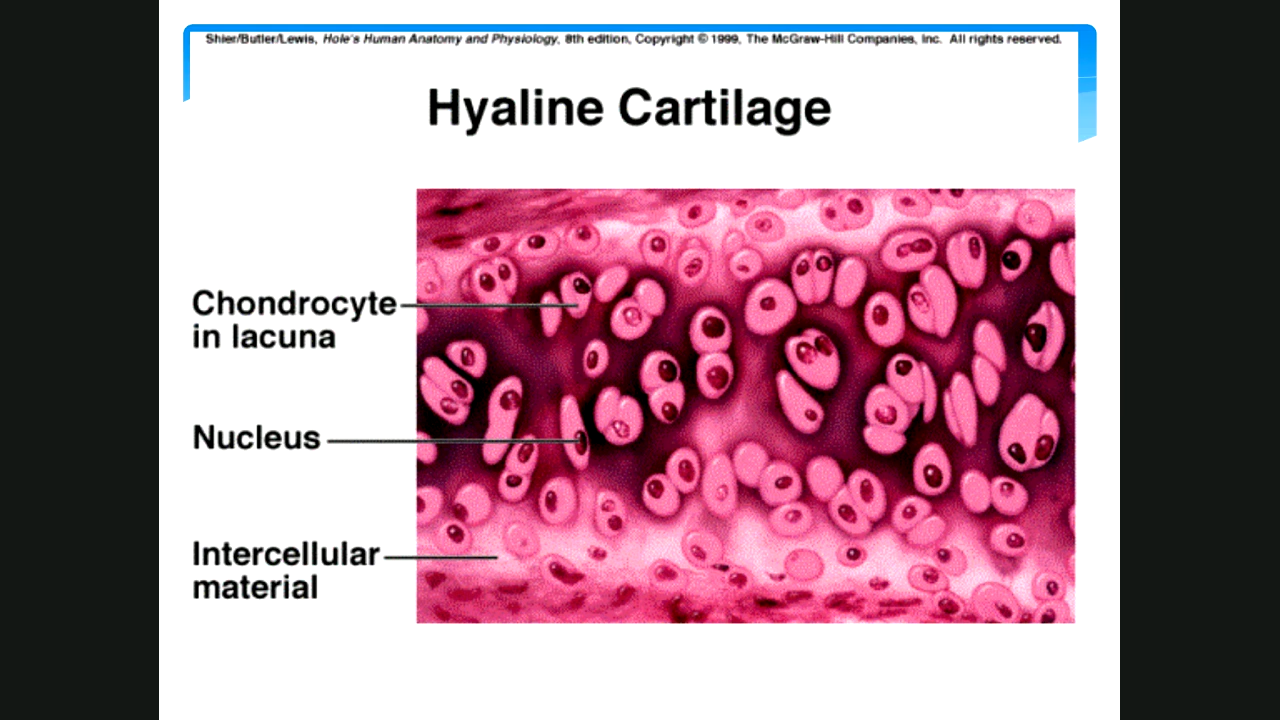 Shier/Butler/Lewis, Hole's Human Anatomy and Physiology, 8th edition, Copyright © 1999, The McGraw-Hill Companies, Inc. All rights reserved.
Hyaline Cartilage
Chondrocyte
in lacuna
Nucleus
Intercellular
material